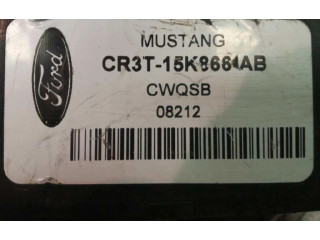 Ford
MUSTANG
CR3T-15K866-AB
CWQSB
08212